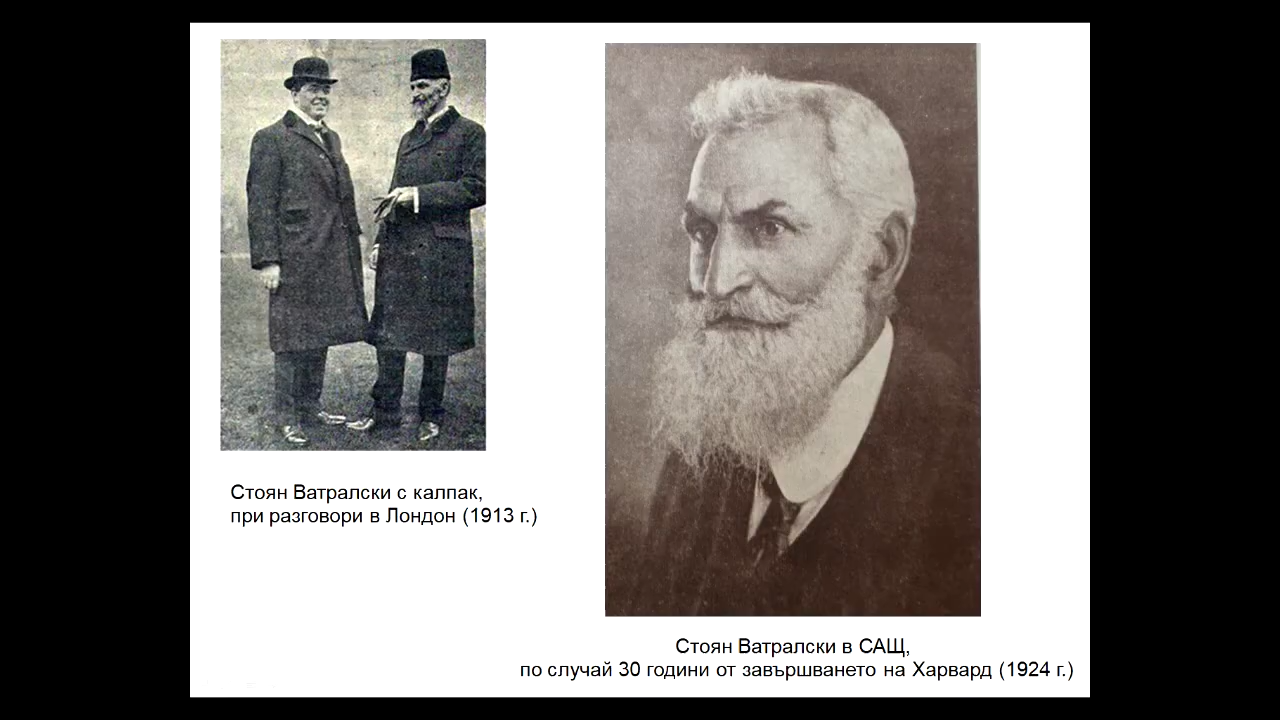 Стоян Ватралски с калпак,
при разговори в Лондон (1913 г.)
Стоян Ватралски в САЩ,
по случай 30 години от завършването на Харвард (1924 г.)